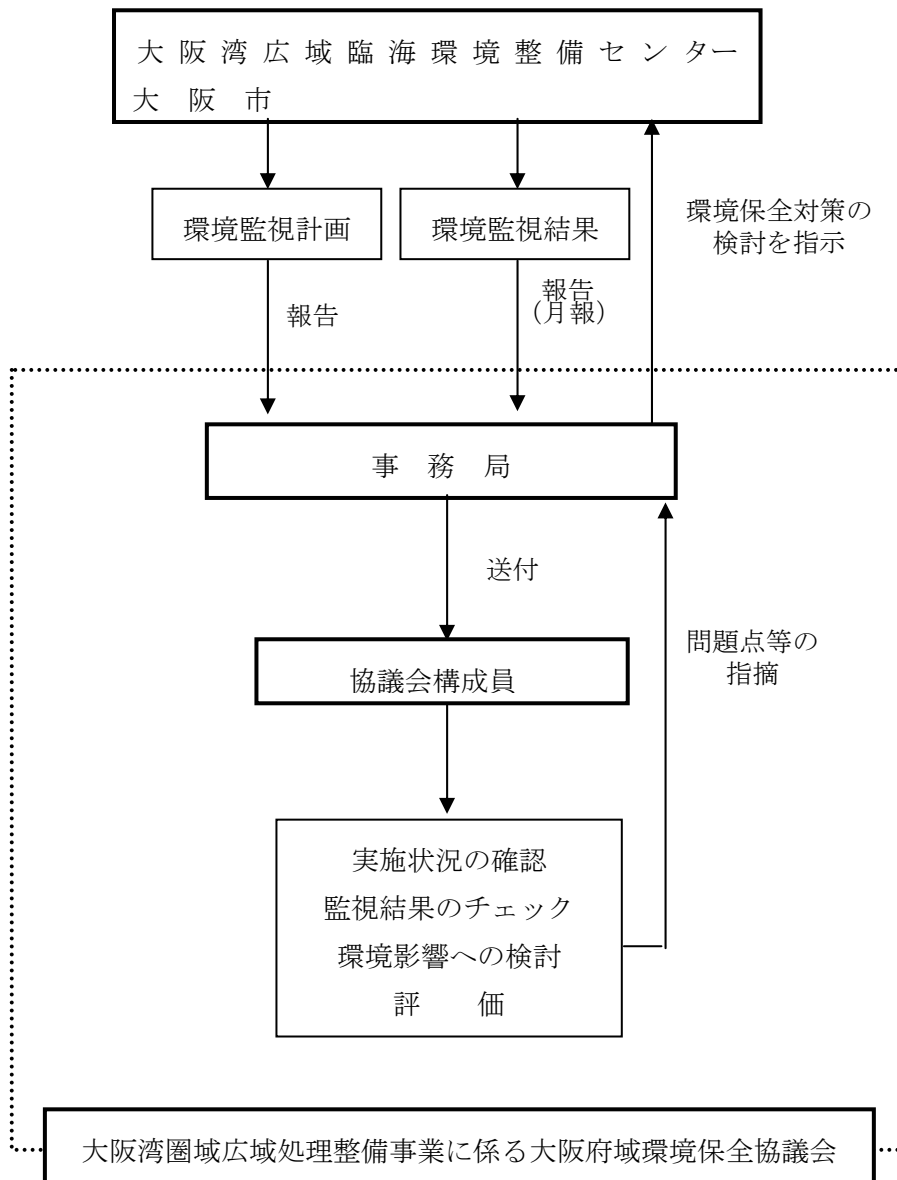 大阪湾広域臨海環境整備センター
大阪市
環境監視計画
環境監視結果
環境保全対策の
検討を指示
報告
報告
(月報)
事務局
送付
協議会構成員
問題点等の
指摘
実施状況の確認
監視結果のチェック
環境影響への検討
評価
大阪湾圏域広域処理整備事業に係る大阪府域環境保全協議会